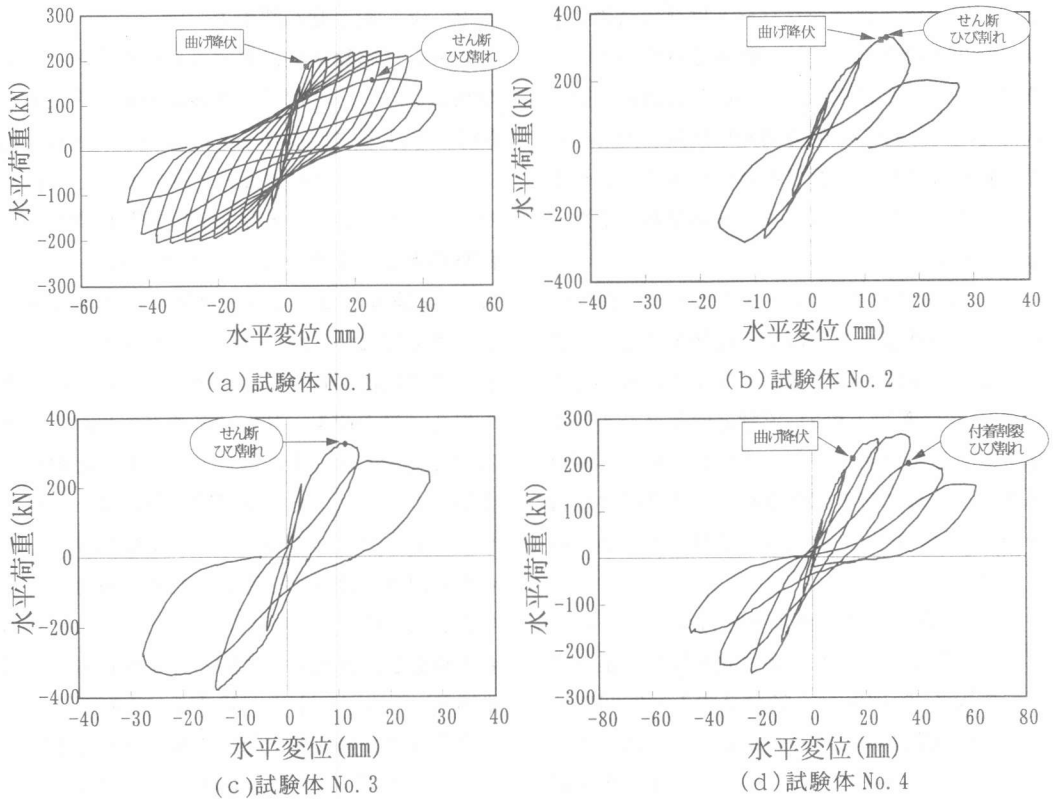 300
200
100
0
-100
-200
-300
-60 -40 -20 0 20 40 60
水平荷重(kN)
水平変位(mm)
曲げ降伏
せん断
ひび割れ
(a)試験体 No.1
400
200
0
-200
-400
-40 -30 -20 -10 0 10 20 30 40
水平荷重(kN)
水平変位(mm)
曲げ降伏
せん断
ひび割れ
(b)試験体 No.2
400
200
0
-200
-400
-40 -30 -20 -10 0 10 20 30 40
水平荷重(kN)
水平変位(mm)
せん断
ひび割れ
(c)試験体 No.3
300
200
100
0
-100
-200
-300
-80 -60 -40 -20 0 20 40 60 80
水平荷重(kN)
水平変位(mm)
曲げ降伏
付着割裂
ひび割れ
(d)試験体 No.4